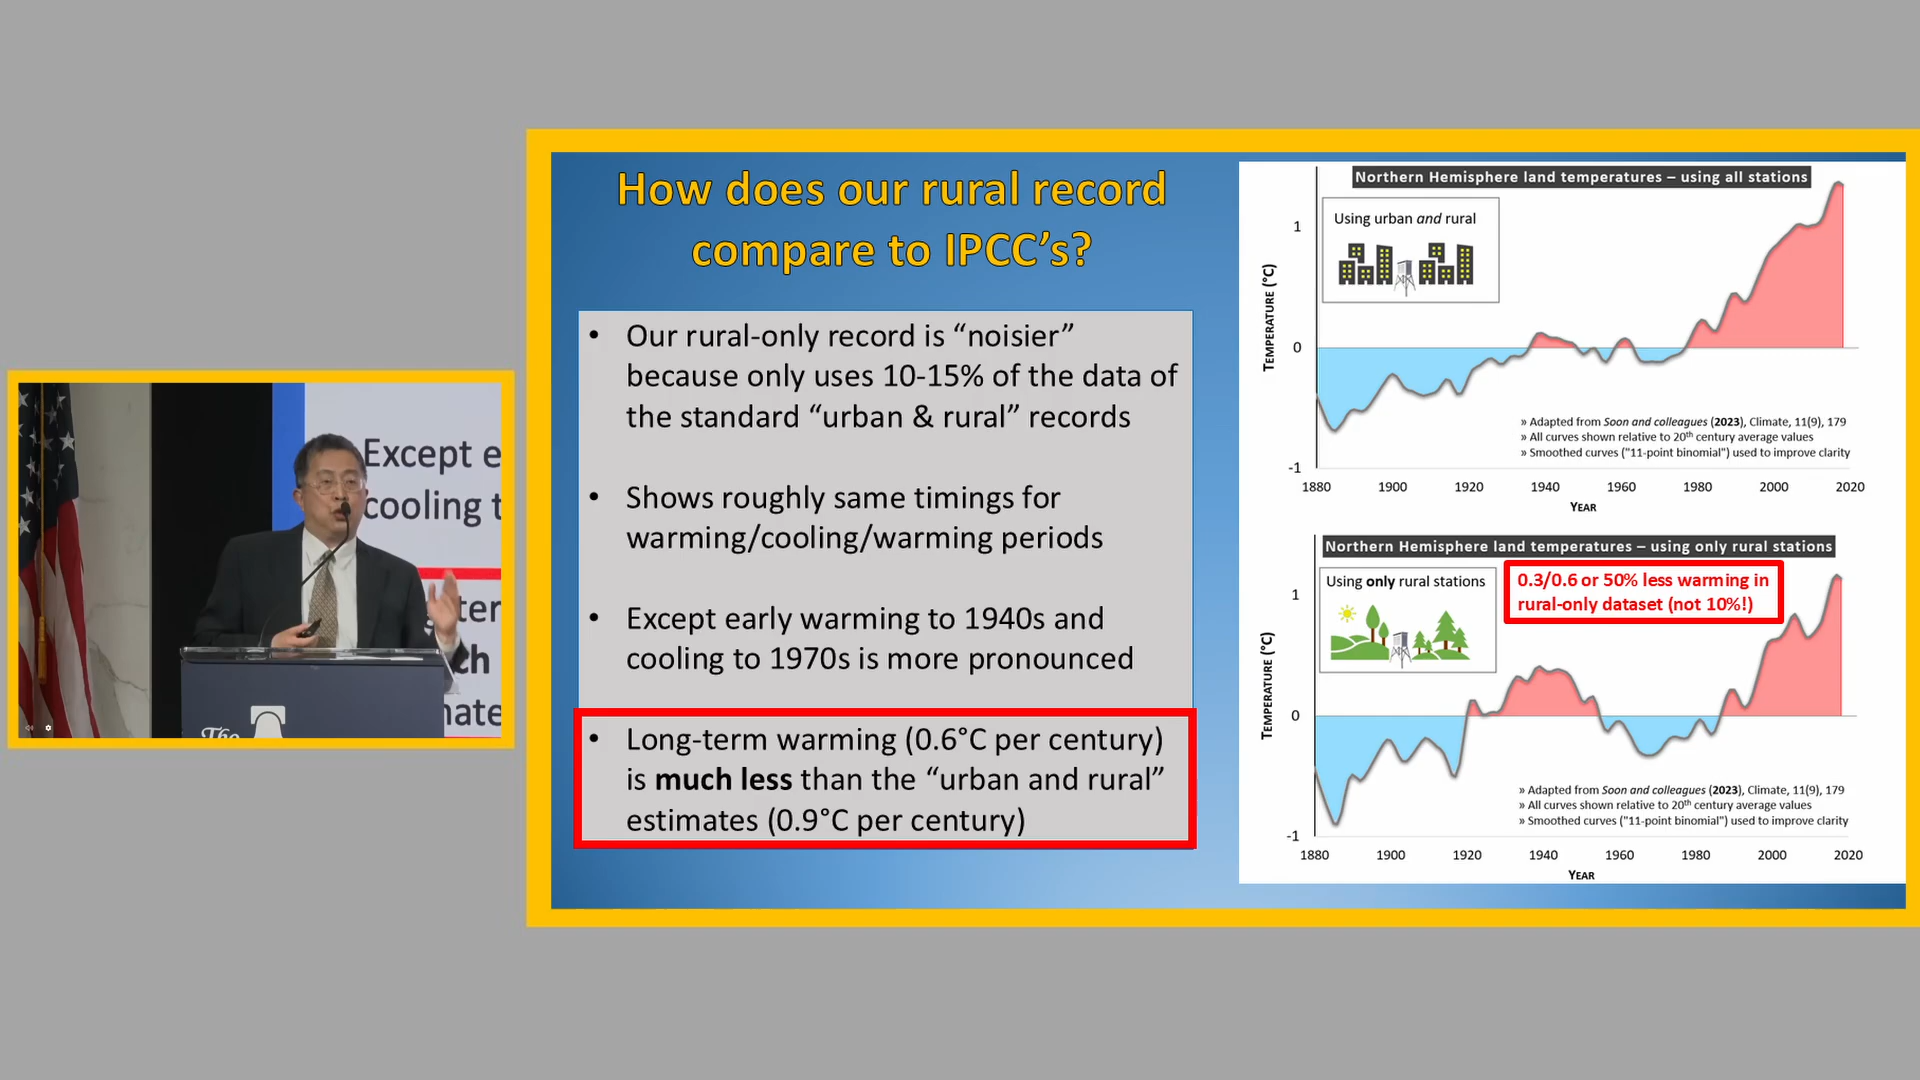 How does our rural record
compare to IPCC's?
• Our rural-only record is “noisier”
because only uses 10-15% of the data of
the standard “urban & rural” records
• Shows roughly same timings for
warming/cooling/warming periods
• Except early warming to 1940s and
cooling to 1970s is more pronounced
• Long-term warming (0.6°C per century)
is much less than the “urban and rural”
estimates (0.9°C per century)
Northern Hemisphere land temperatures – using all stations
Using urban and rural
TEMPERATURE (°C)
1
0
-1
» Adapted from Soon and colleagues (2023), Climate, 11(9), 179
» All curves shown relative to 20th century average values
» Smoothed curves ("11-point binomial") used to improve clarity
1880 1900 1920 1940 1960 1980 2000 2020
YEAR
Northern Hemisphere land temperatures – using only rural stations
Using only rural stations
0.3/0.6 or 50% less warming in
rural-only dataset (not 10%!)
TEMPERATURE (°C)
1
0
-1
» Adapted from Soon and colleagues (2023), Climate, 11(9), 179
» All curves shown relative to 20th century average values
» Smoothed curves ("11-point binomial") used to improve clarity
1880 1900 1920 1940 1960 1980 2000 2020
YEAR
Except e
cooling t
ter
ch
mate
The